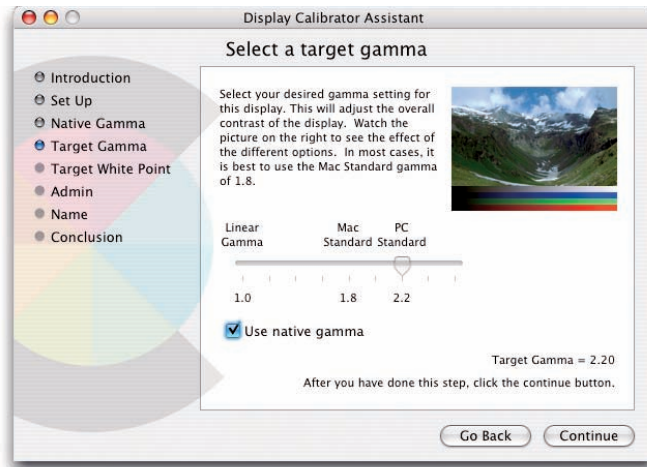 Display Calibrator Assistant
Select a target gamma
Introduction
Set Up
Native Gamma
Target Gamma
Target White Point
Admin
Name
Conclusion
Select your desired gamma setting for
this display. This will adjust the overall
contrast of the display. Watch the
picture on the right to see the effect of
the different options. In most cases, it
is best to use the Mac Standard gamma
of 1.8.
Linear Mac PC
Gamma Standard Standard
1.0 1.8 2.2
Use native gamma
Target Gamma = 2.20
After you have done this step, click the continue button.
Go Back Continue